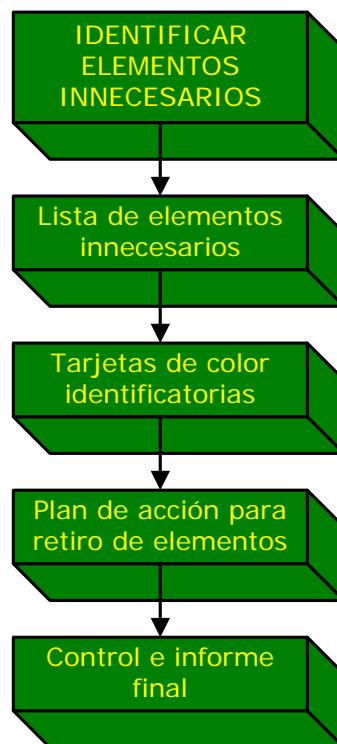 IDENTIFICAR
ELEMENTOS
INNECESARIOS
Lista de elementos
innecesarios
Tarjetas de color
identificatorias
Plan de acción para
retiro de elementos
Control e informe
final